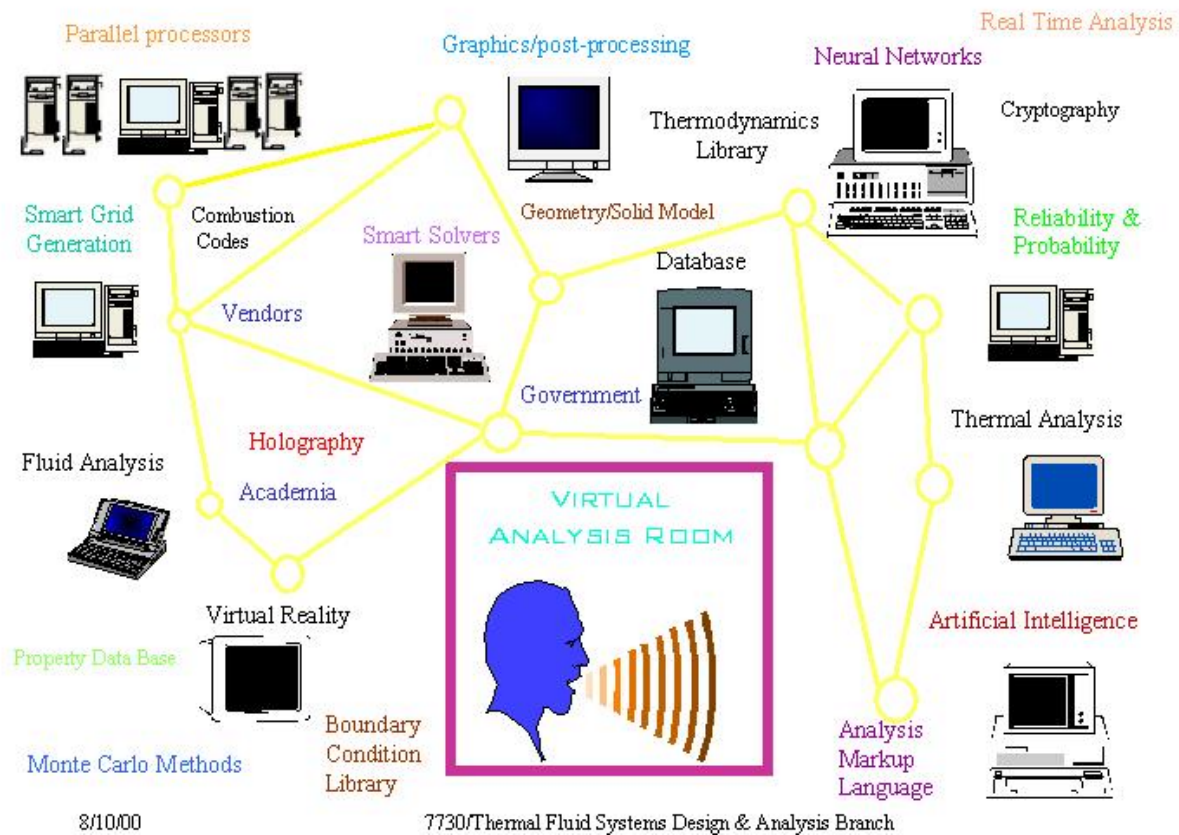 Parallel processors
Graphics/post-processing
Real Time Analysis
Neural Networks
Cryptography
Thermodynamics
Library
Smart Grid
Generation
Combustion
Codes
Smart Solvers
Geometry/Solid Model
Reliability &
Probability
Database
Vendors
Government
Thermal Analysis
Holography
Fluid Analysis
Academia
VIRTUAL
ANALYSIS ROOM
Virtual Reality
Artificial Intelligence
Property Data Base
Boundary
Condition
Library
Analysis
Markup
Language
Monte Carlo Methods
8/10/00
7730/Thermal Fluid Systems Design & Analysis Branch